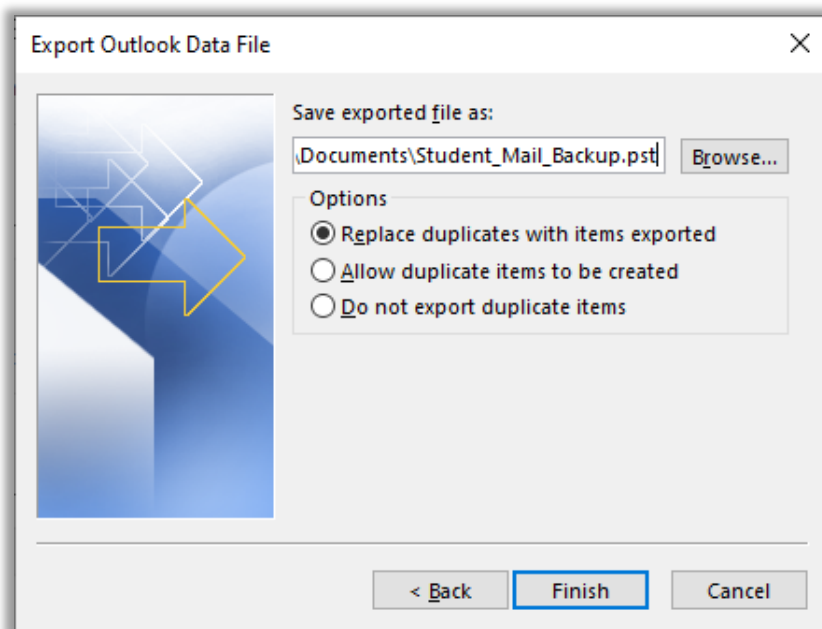 Export Outlook Data File
Save exported file as:
\Documents\Student_Mail_Backup.pst
Browse...
Options
Replace duplicates with items exported
Allow duplicate items to be created
Do not export duplicate items
< Back
Finish
Cancel